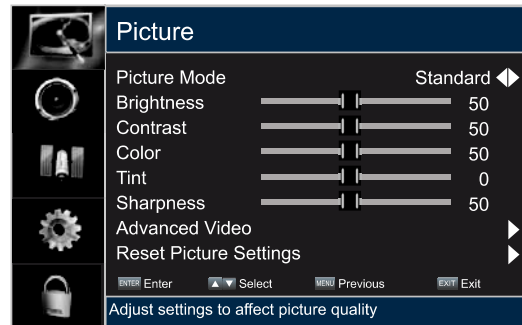 Picture
Picture Mode Standard
Brightness 50
Contrast 50
Color 50
Tint 0
Sharpness 50
Advanced Video
Reset Picture Settings
ENTER Enter Select MENU Previous EXIT Exit
Adjust settings to affect picture quality